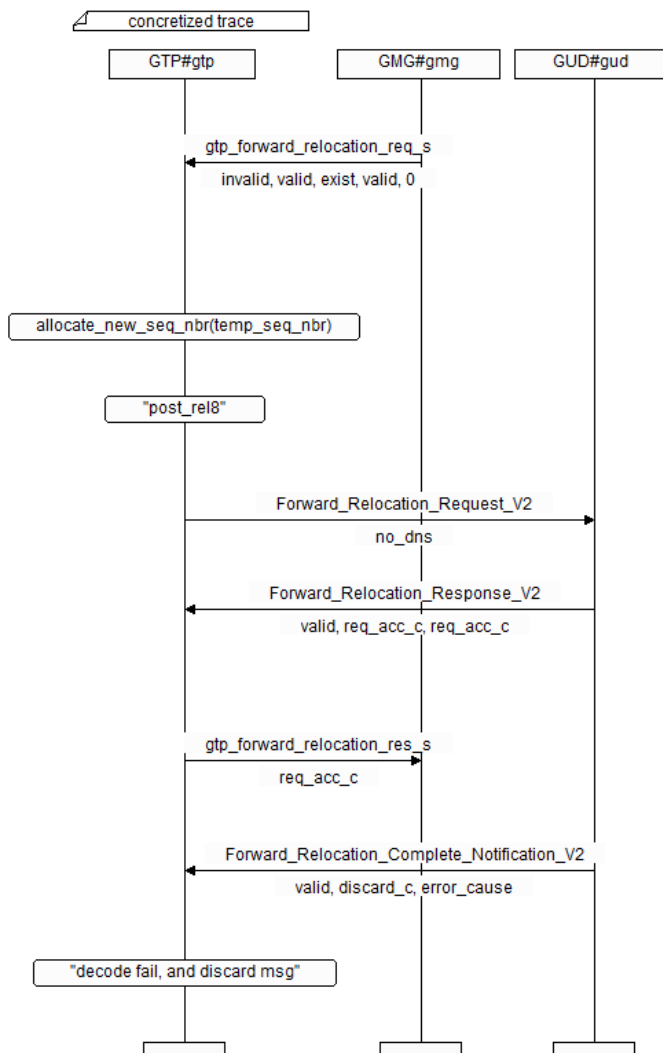 concretized trace
GTP#gtp
GMG#gmg
GUD#gud
gtp_forward_relocation_req_s
invalid, valid, exist, valid, 0
allocate_new_seq_nbr(temp_seq_nbr)
"post_rel8"
Forward_Relocation_Request_V2
no_dns
Forward_Relocation_Response_V2
valid, req_acc_c, req_acc_c
gtp_forward_relocation_res_s
req_acc_c
Forward_Relocation_Complete_Notification_V2
valid, discard_c, error_cause
"decode fail, and discard msg"